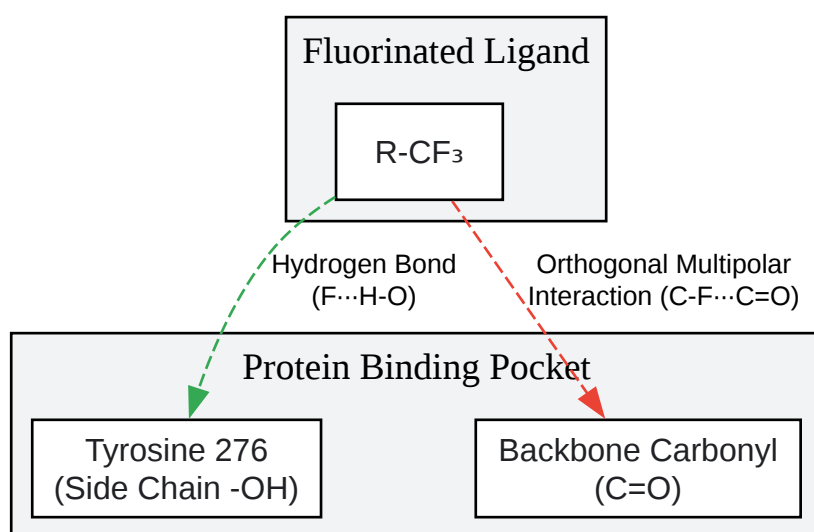 Fluorinated Ligand
R-CF₃
Hydrogen Bond
(F···H-O)
Orthogonal Multipolar
Interaction (C-F···C=O)
Protein Binding Pocket
Tyrosine 276
(Side Chain -OH)
Backbone Carbonyl
(C=O)